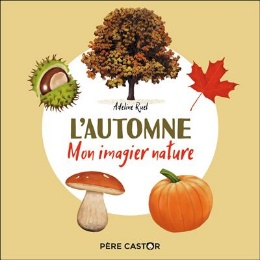 Adeline Ruel
L'AUTOMNE
Mon imagier nature
PÈRE CASTOR